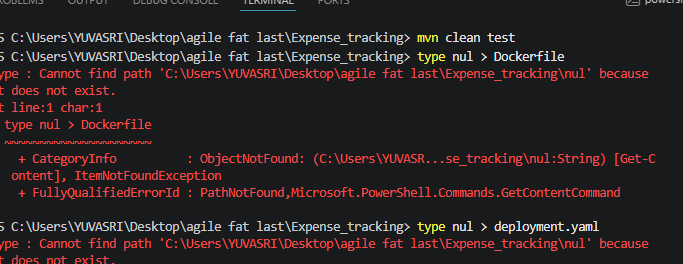 ROBLEMS OUTPUT DEBUG CONSOLE TERMINAL PORTS powersh
S C:\Users\YUVASRI\Desktop\agile fat last\Expense_tracking> mvn clean test
S C:\Users\YUVASRI\Desktop\agile fat last\Expense_tracking> type nul > Dockerfile
ype : Cannot find path 'C:\Users\YUVASRI\Desktop\agile fat last\Expense_tracking\nul' because
t does not exist.
t line:1 char:1
type nul > Dockerfile
~~~~~~~~~~~~~~~~~~~~~
+ CategoryInfo : ObjectNotFound: (C:\Users\YUVASR...se_tracking\nul:String) [Get-C
ontent], ItemNotFoundException
+ FullyQualifiedErrorId : PathNotFound,Microsoft.PowerShell.Commands.GetContentCommand
S C:\Users\YUVASRI\Desktop\agile fat last\Expense_tracking> type nul > deployment.yaml
ype : Cannot find path 'C:\Users\YUVASRI\Desktop\agile fat last\Expense_tracking\nul' because
t does not exist.